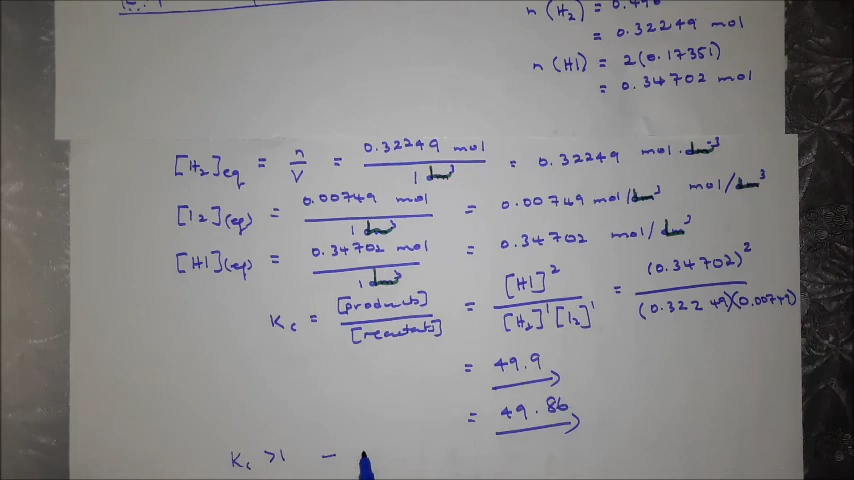 n (H₂) = 0.496
= 0.32249 mol
n (HI) = 2(0.17351)
= 0.34702 mol
[H₂]eq = n/V = 0.32249 mol / 1 dm³ = 0.32249 mol . dm⁻³
[I₂](eq) = 0.00749 mol / 1 dm³ = 0.00749 mol/dm³ mol/dm³
[HI](eq) = 0.34702 mol / 1 dm³ = 0.34702 mol/dm³
Kc = [products] / [reactants] = [HI]² / [H₂]¹ [I₂]¹ = (0.34702)² / (0.32249)(0.00749)
= 49.9
= 49.86
Kc >1 –